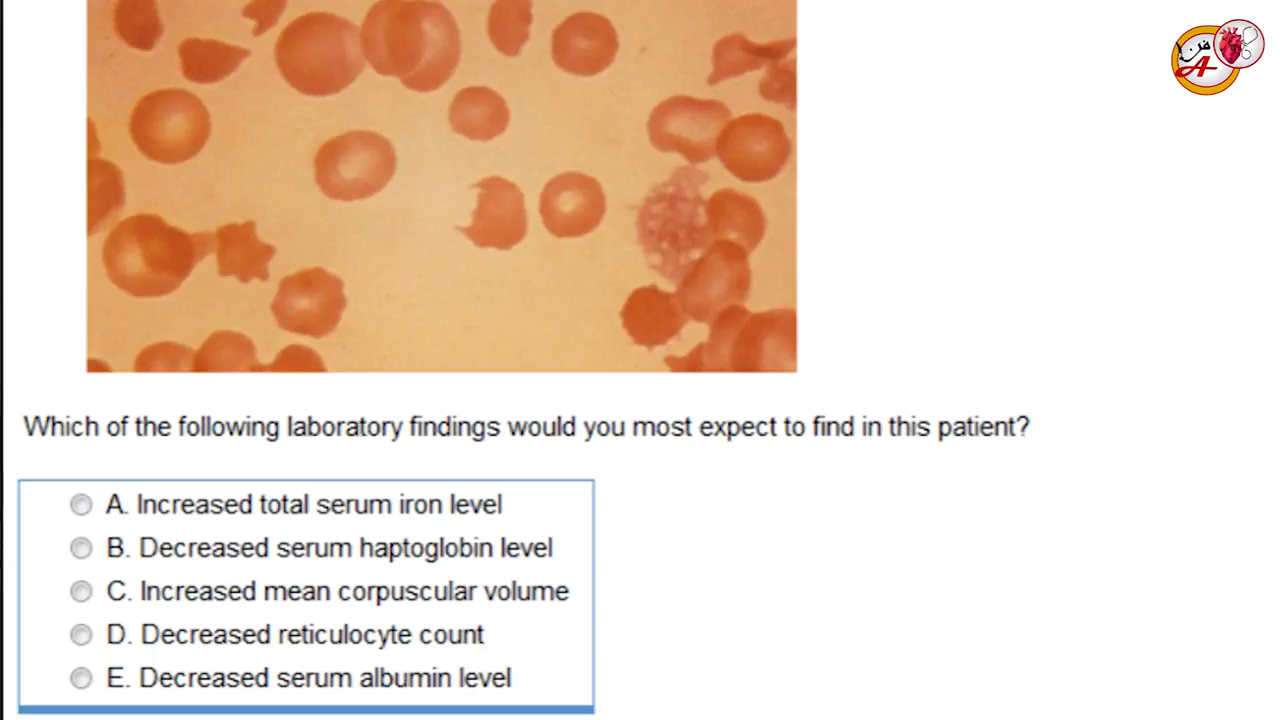 فن
A
Which of the following laboratory findings would you most expect to find in this patient?
A. Increased total serum iron level
B. Decreased serum haptoglobin level
C. Increased mean corpuscular volume
D. Decreased reticulocyte count
E. Decreased serum albumin level